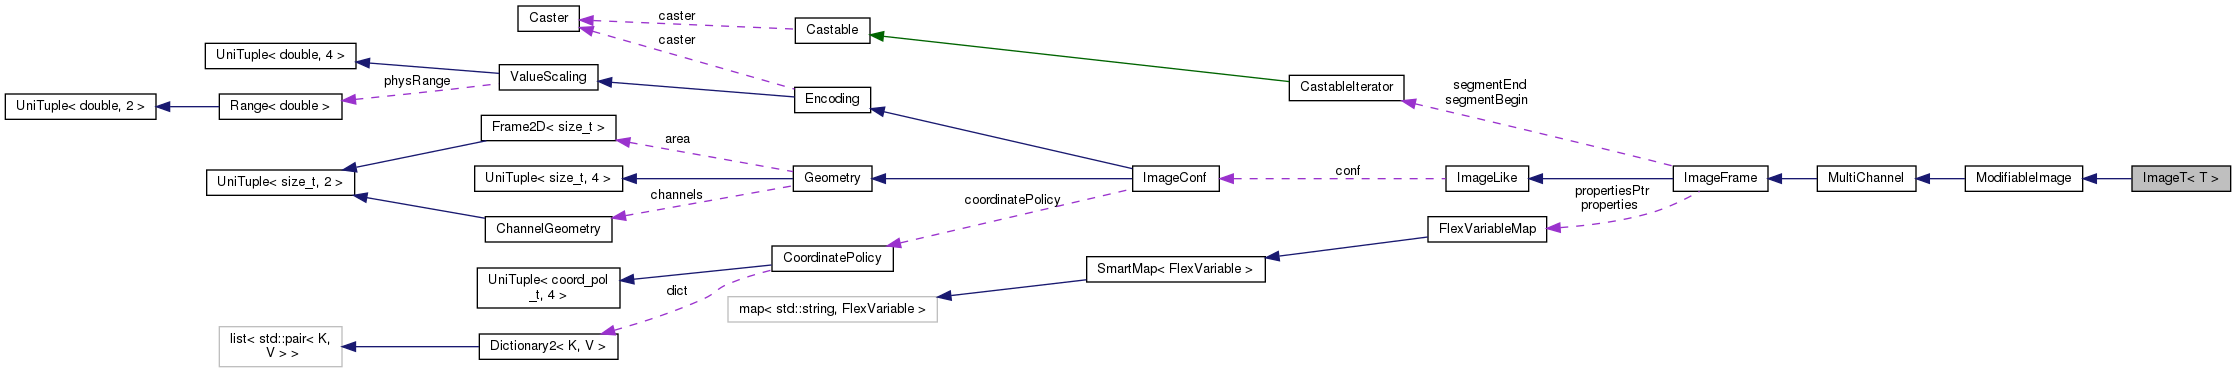 Caster
caster
Castable
caster
UniTuple< double, 4 >
ValueScaling
physRange
UniTuple< double, 2 >
Range< double >
Encoding
CastableIterator
segmentEnd
segmentBegin
Frame2D< size_t >
area
UniTuple< size_t, 2 >
UniTuple< size_t, 4 >
Geometry
channels
ChannelGeometry
ImageConf
conf
ImageLike
ImageFrame
MultiChannel
ModifiableImage
ImageT< T >
propertiesPtr
properties
coordinatePolicy
FlexVariableMap
CoordinatePolicy
SmartMap< FlexVariable >
UniTuple< coord_pol
_t, 4 >
dict
map< std::string, FlexVariable >
list< std::pair< K,
V > >
Dictionary2< K, V >